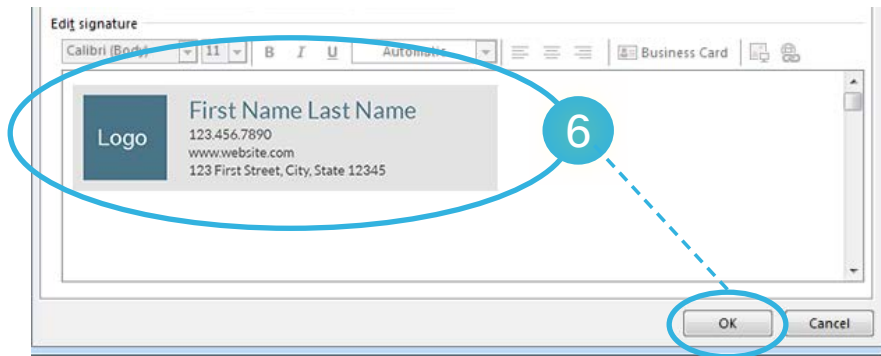 Edit signature
Calibri (Body) 11 B I U Automatic Business Card
Logo
First Name Last Name
123.456.7890
www.website.com
123 First Street, City, State 12345
6
OK Cancel